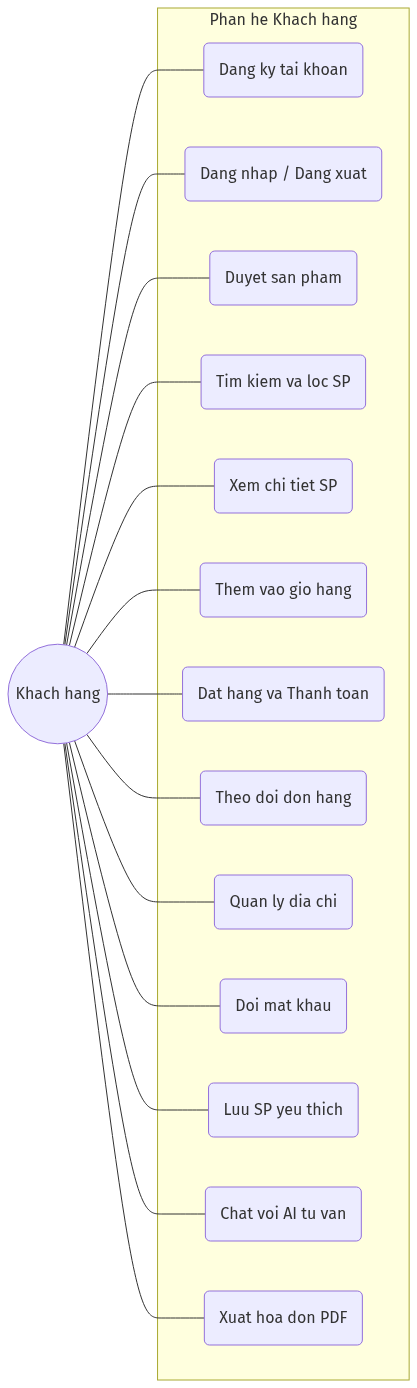 Phan he Khach hang
Dang ky tai khoan
Dang nhap / Dang xuat
Duyet san pham
Tim kiem va loc SP
Xem chi tiet SP
Them vao gio hang
Khach hang
Dat hang va Thanh toan
Theo doi don hang
Quan ly dia chi
Doi mat khau
Luu SP yeu thich
Chat voi AI tu van
Xuat hoa don PDF